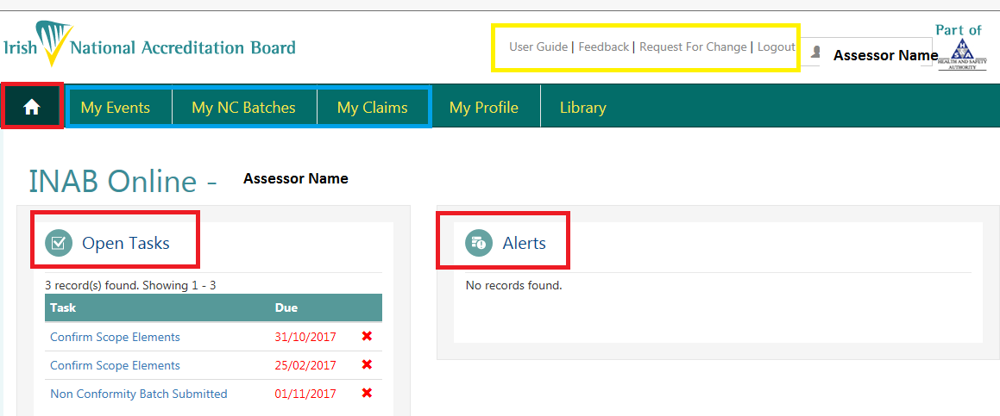 Irish National Accreditation Board
User Guide | Feedback | Request For Change | Logout
Assessor Name
Part of
HSA
HEALTH AND SAFETY
AUTHORITY
My Events
My NC Batches
My Claims
My Profile
Library
INAB Online - Assessor Name
Open Tasks
3 record(s) found. Showing 1 - 3
Task Due
Confirm Scope Elements 31/10/2017
Confirm Scope Elements 25/02/2017
Non Conformity Batch Submitted 01/11/2017
Alerts
No records found.